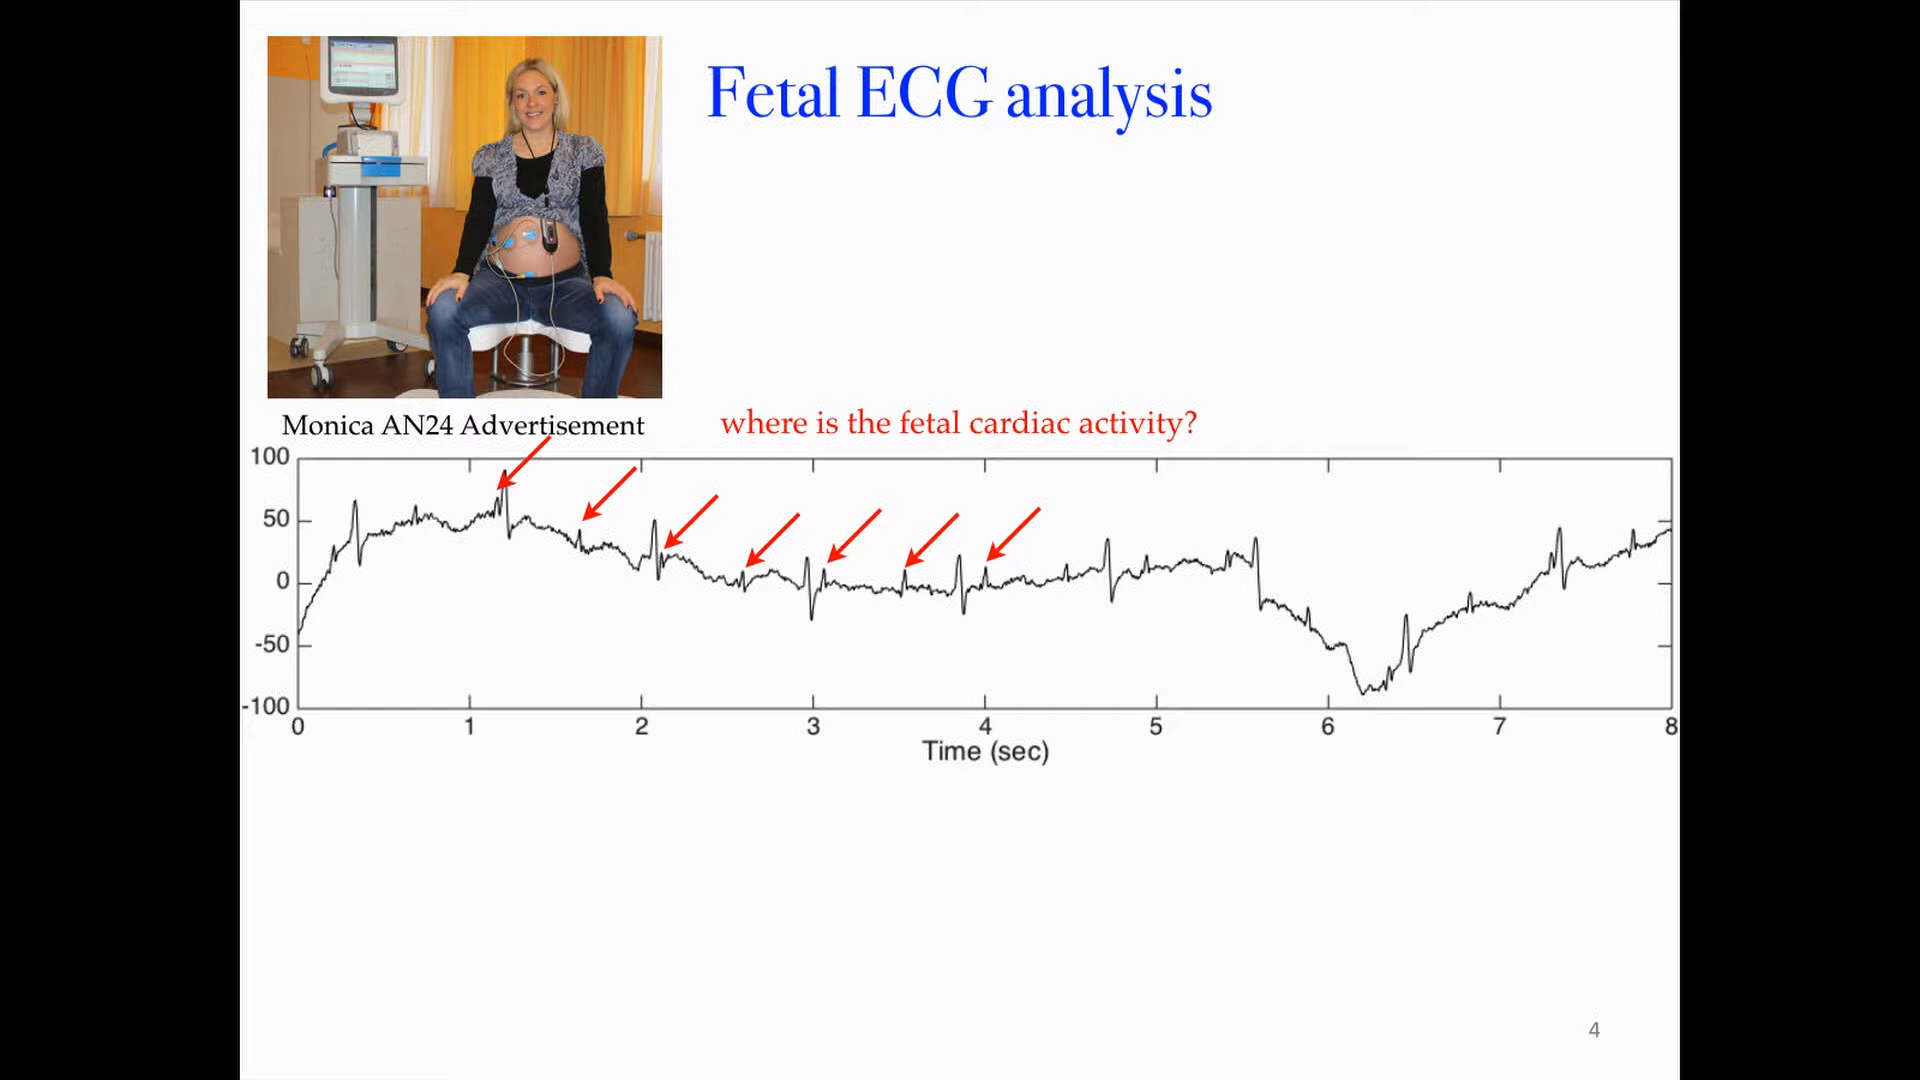 Fetal ECG analysis
Monica AN24 Advertisement
where is the fetal cardiac activity?
100
50
0
-50
-100
0 1 2 3 4 5 6 7 8
Time (sec)
4